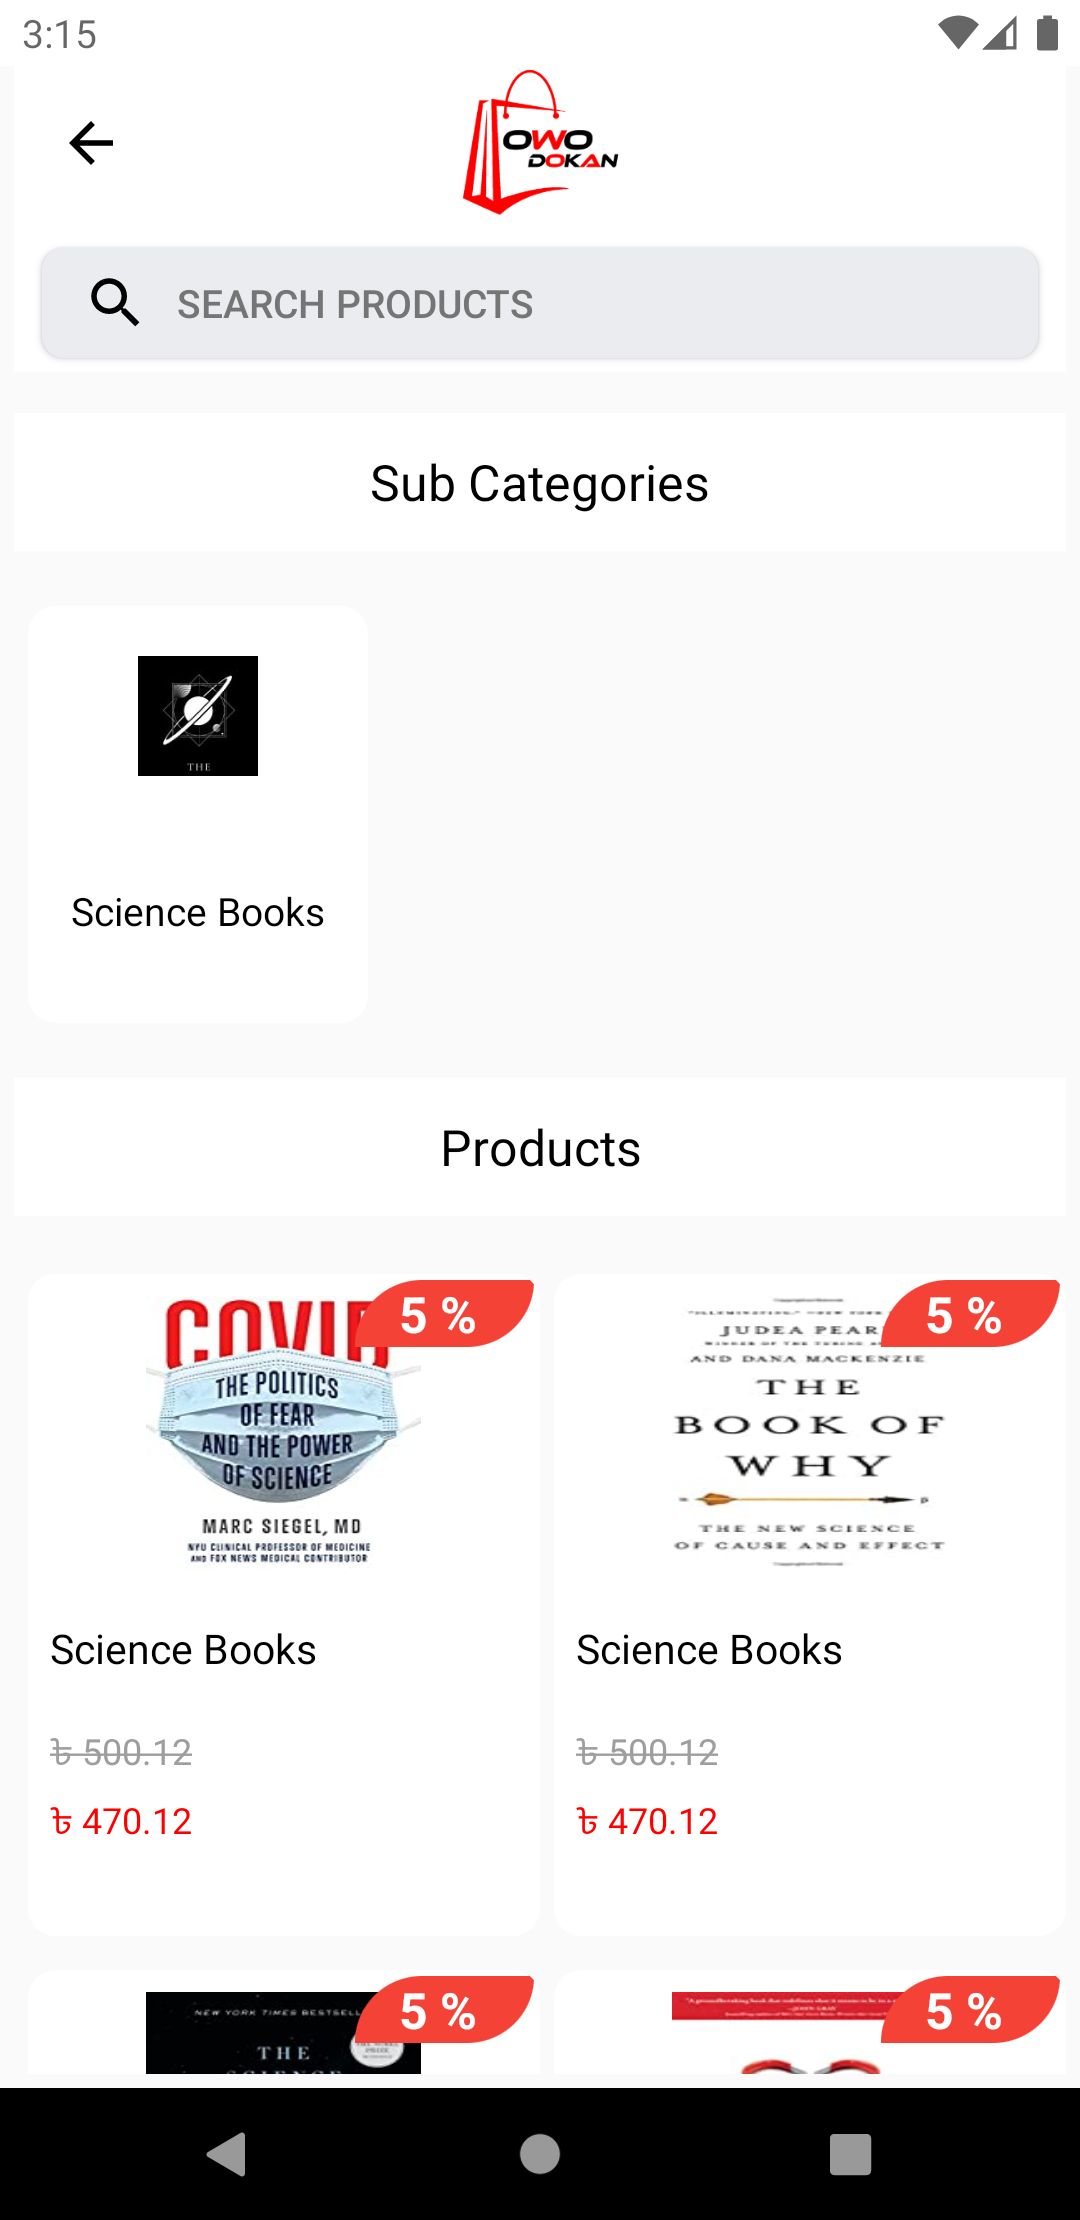 3:15
OWO
DOKAN
SEARCH PRODUCTS
Sub Categories
THE
Science Books
Products
COVID
5 %
THE POLITICS
OF FEAR
AND THE POWER
OF SCIENCE
MARC SIEGEL, MD
NYU CLINICAL PROFESSOR OF MEDICINE
AND FOX NEWS MEDICAL CONTRIBUTOR
Science Books
৳ 500.12
৳ 470.12
5 %
JUDEA PEAR
AND DANA MACKENZIE
THE
BOOK OF
WHY
THE NEW SCIENCE
OF CAUSE AND EFFECT
Science Books
৳ 500.12
৳ 470.12
5 %
NEW YORK TIMES BESTSELL
THE
SCIENCE
5 %